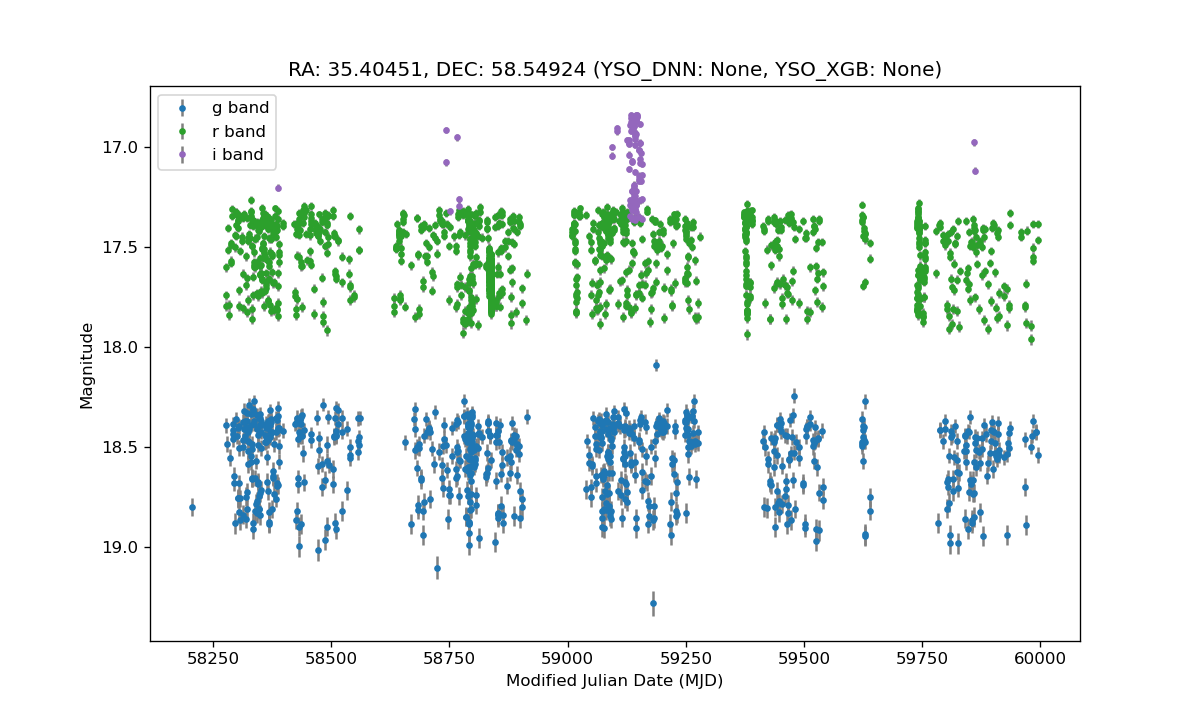 RA: 35.40451, DEC: 58.54924 (YSO_DNN: None, YSO_XGB: None)
g band
r band
i band
Magnitude
17.0
17.5
18.0
18.5
19.0
58250 58500 58750 59000 59250 59500 59750 60000
Modified Julian Date (MJD)